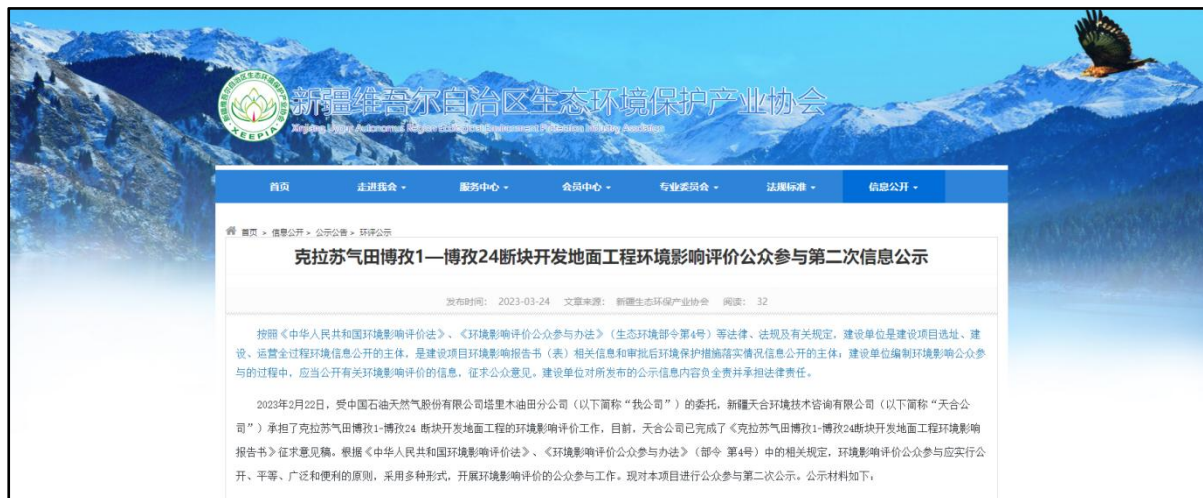 新疆维吾尔自治区生态环境保护产业协会
Xinjiang Uygur Autonomous Region Ecological Environment Protection Industry Association
XEEPIA
首页 走进我会 服务中心 会员中心 专业委员会 法规标准 信息公开
首页 > 信息公开 > 公示公告 > 环评公示
克拉苏气田博孜1—博孜24断块开发地面工程环境影响评价公众参与第二次信息公示
发布时间: 2023-03-24 文章来源: 新疆生态环保产业协会 阅读: 32
按照《中华人民共和国环境影响评价法》、《环境影响评价公众参与办法》（生态环境部令第4号）等法律、法规及有关规定，建设单位是建设项目选址、建
设、运营全过程环境信息公开的主体，是建设项目环境影响报告书（表）相关信息和审批后环境保护措施落实情况信息公开的主体；建设单位编制环境影响公众参
与的过程中，应当公开有关环境影响评价的信息，征求公众意见。建设单位对所发布的公示信息内容负全责并承担法律责任。
2023年2月22日，受中国石油天然气股份有限公司塔里木油田分公司（以下简称“我公司”）的委托，新疆天合环境技术咨询有限公司（以下简称“天合公
司”）承担了克拉苏气田博孜1-博孜24 断块开发地面工程的环境影响评价工作，目前，天合公司已完成了《克拉苏气田博孜1-博孜24断块开发地面工程环境影响
报告书》征求意见稿。根据《中华人民共和国环境影响评价法》、《环境影响评价公众参与办法》（部令 第4号）中的相关规定，环境影响评价公众参与应实行公
开、平等、广泛和便利的原则，采用多种形式，开展环境影响评价的公众参与工作。现对本项目进行公众参与第二次公示。公示材料如下：